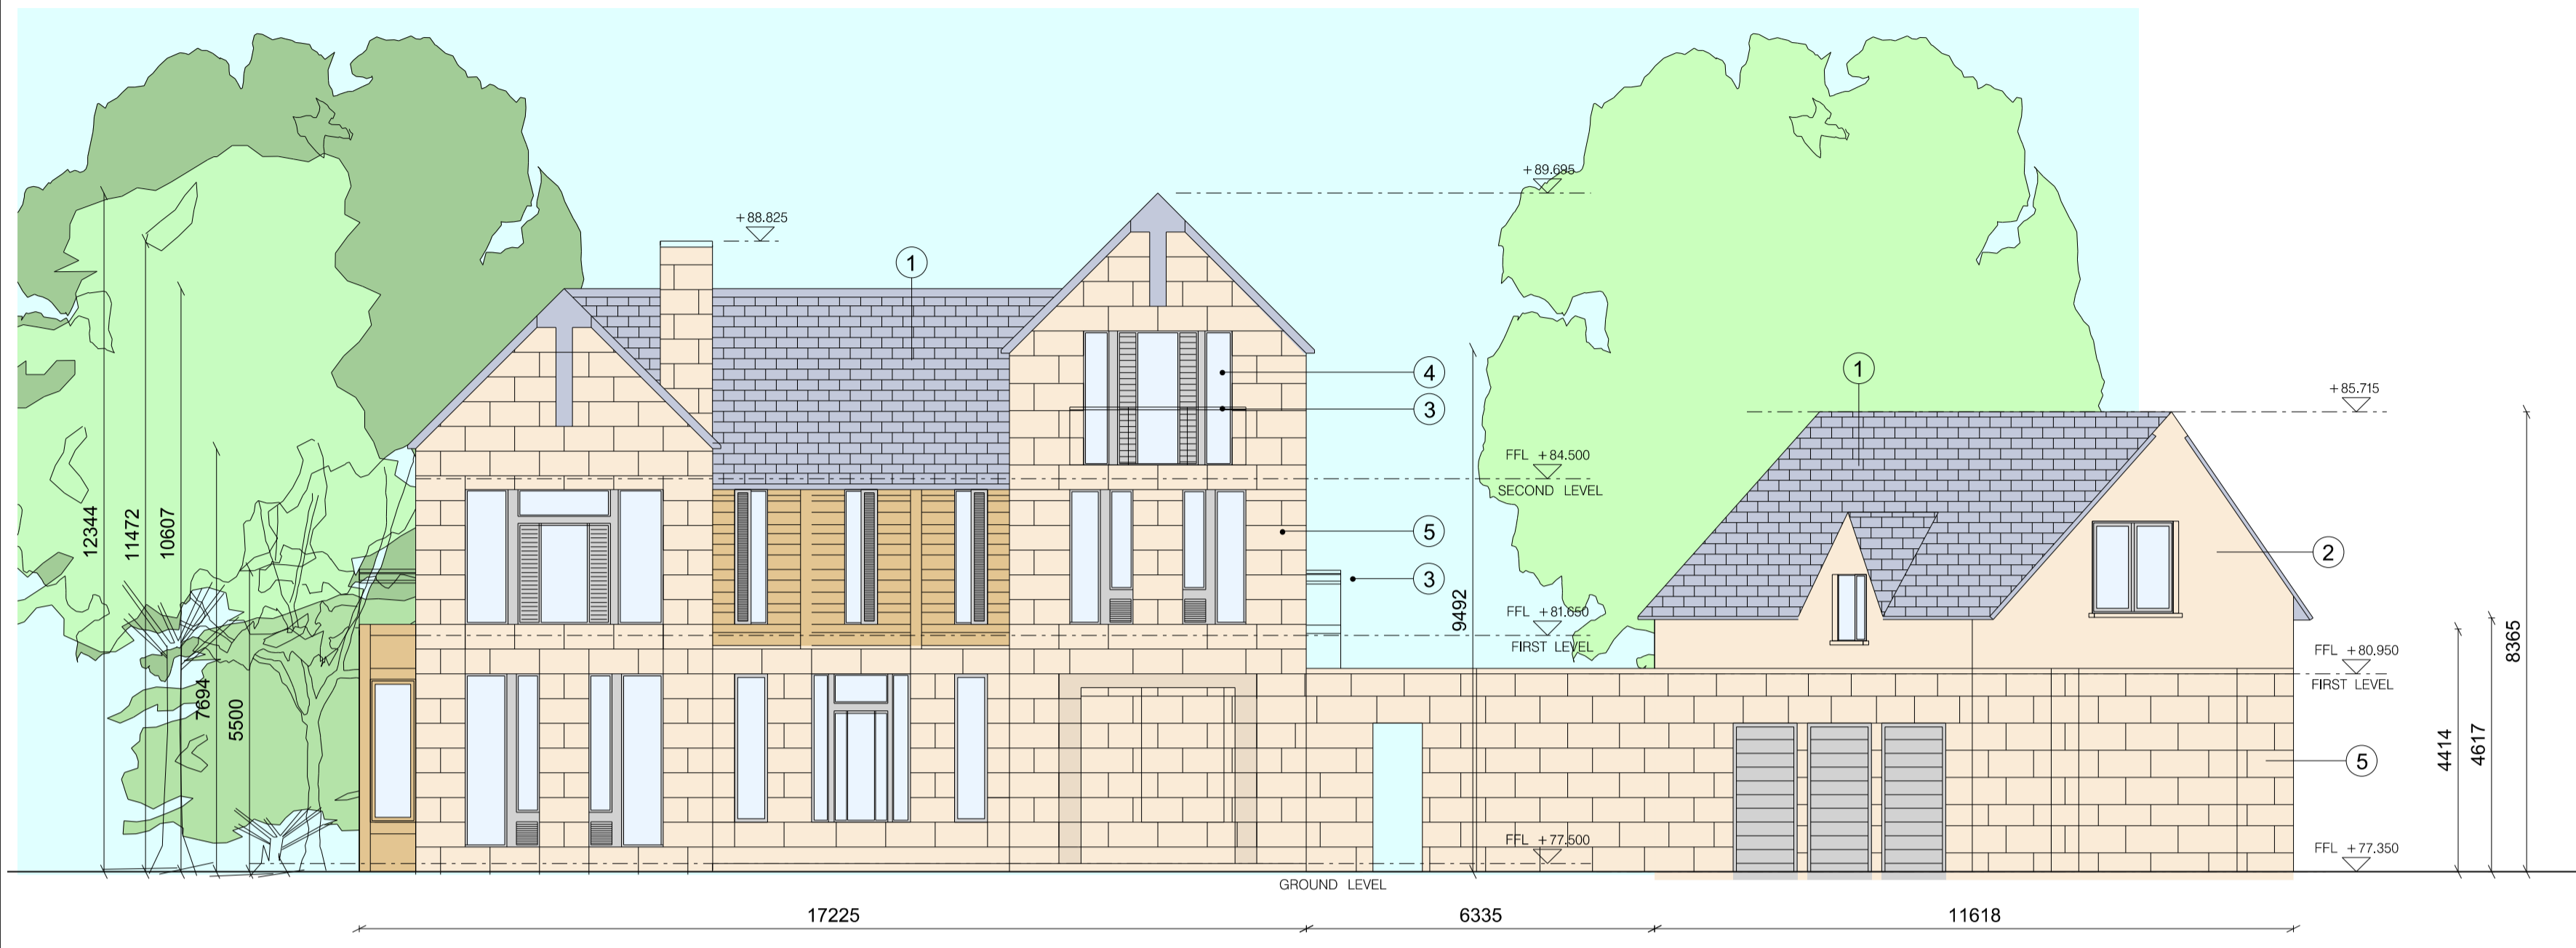 +89.695
+88.825
1
4
3
1
+85.715
FFL +84.500
SECOND LEVEL
12344
11472
10607
5
2
3
9492
FFL +81.650
FIRST LEVEL
8365
FFL +80.950
FIRST LEVEL
7694
5500
4414
4617
5
FFL +77.500
FFL +77.350
GROUND LEVEL
17225
6335
11618